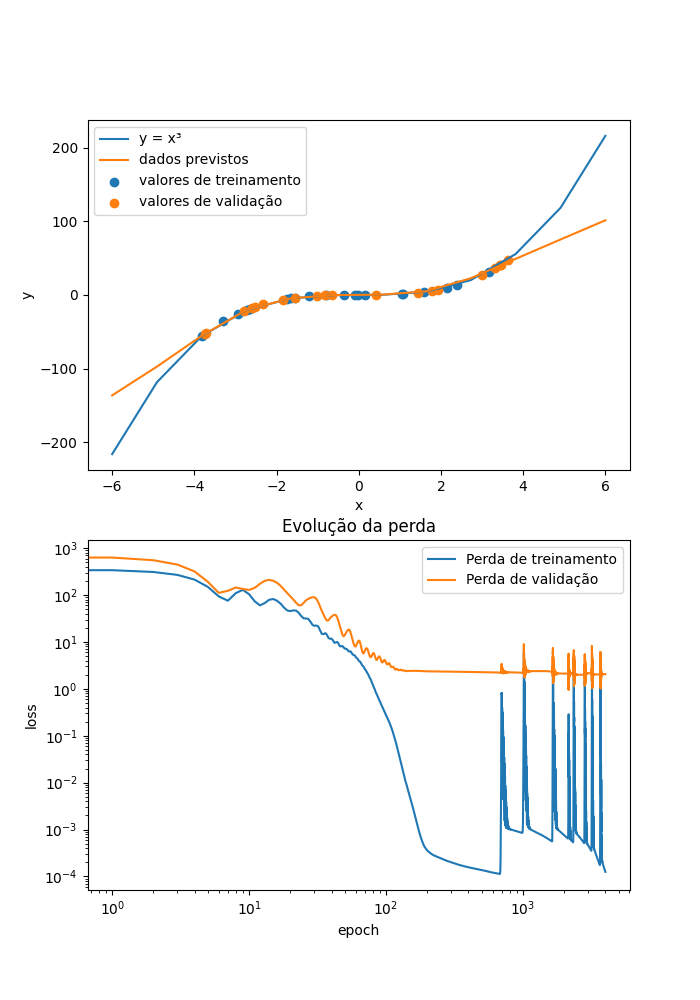 y = x³
dados previstos
valores de treinamento
valores de validação
200
100
0
−100
−200
y
−6 −4 −2 0 2 4 6
x
Evolução da perda
Perda de treinamento
Perda de validação
10³
10²
10¹
10⁰
10⁻¹
10⁻²
10⁻³
10⁻⁴
loss
10⁰ 10¹ 10² 10³
epoch